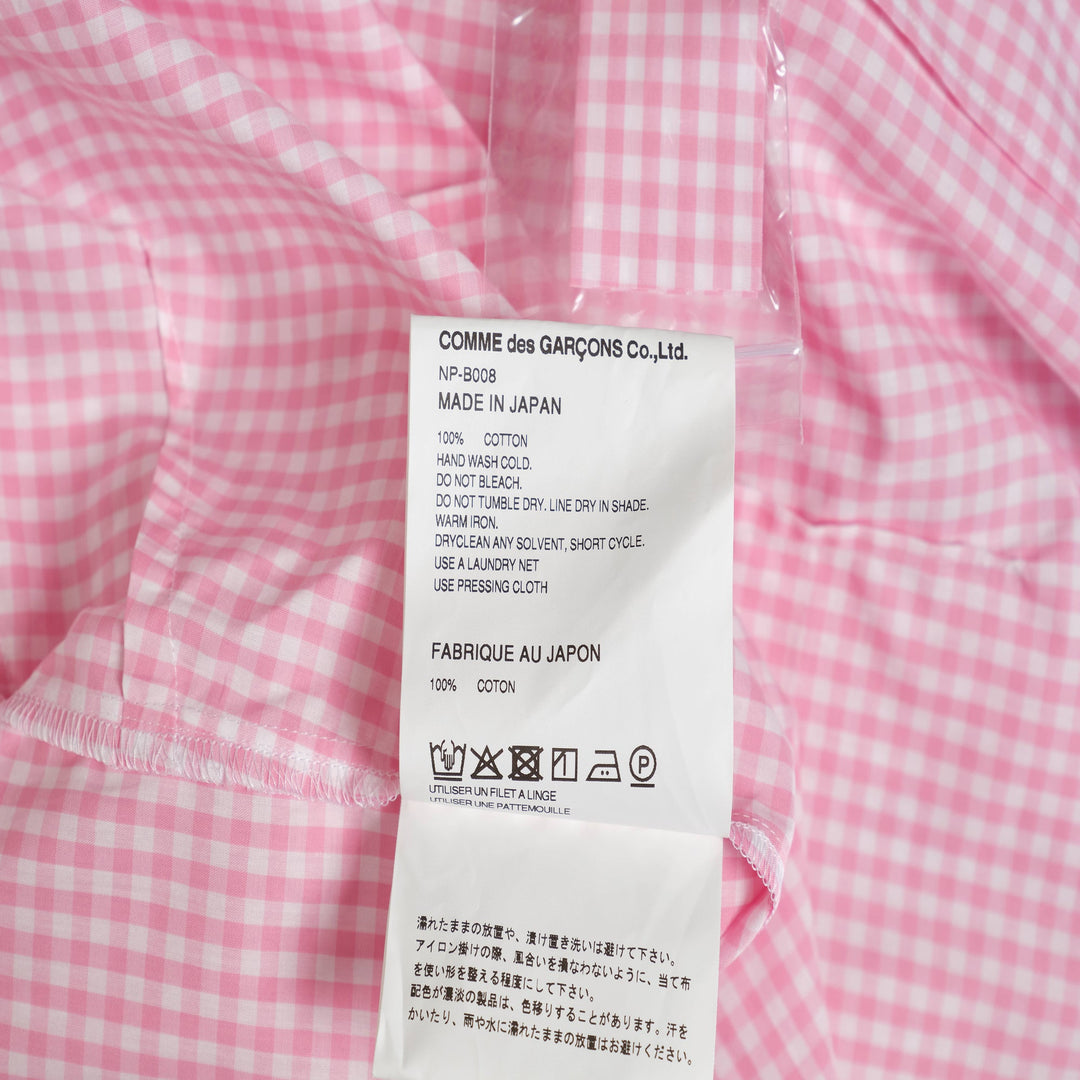 COMME des GARÇONS Co.,Ltd.
NP-B008
MADE IN JAPAN
100% COTTON
HAND WASH COLD.
DO NOT BLEACH.
DO NOT TUMBLE DRY. LINE DRY IN SHADE.
WARM IRON.
DRYCLEAN ANY SOLVENT, SHORT CYCLE.
USE A LAUNDRY NET
USE PRESSING CLOTH
FABRIQUE AU JAPON
100% COTON
P
UTILISER UN FILET A LINGE
UTILISER UNE PATTEMOUILLE
濡れたままの放置や、漬け置き洗いは避けて下さい。
アイロン掛けの際、風合いを損なわないように、当て布
を使い形を整える程度にして下さい。
配色が濃淡の製品は、色移りすることがあります。汗を
かいたり、雨や水に濡れたままの放置はお避けください。